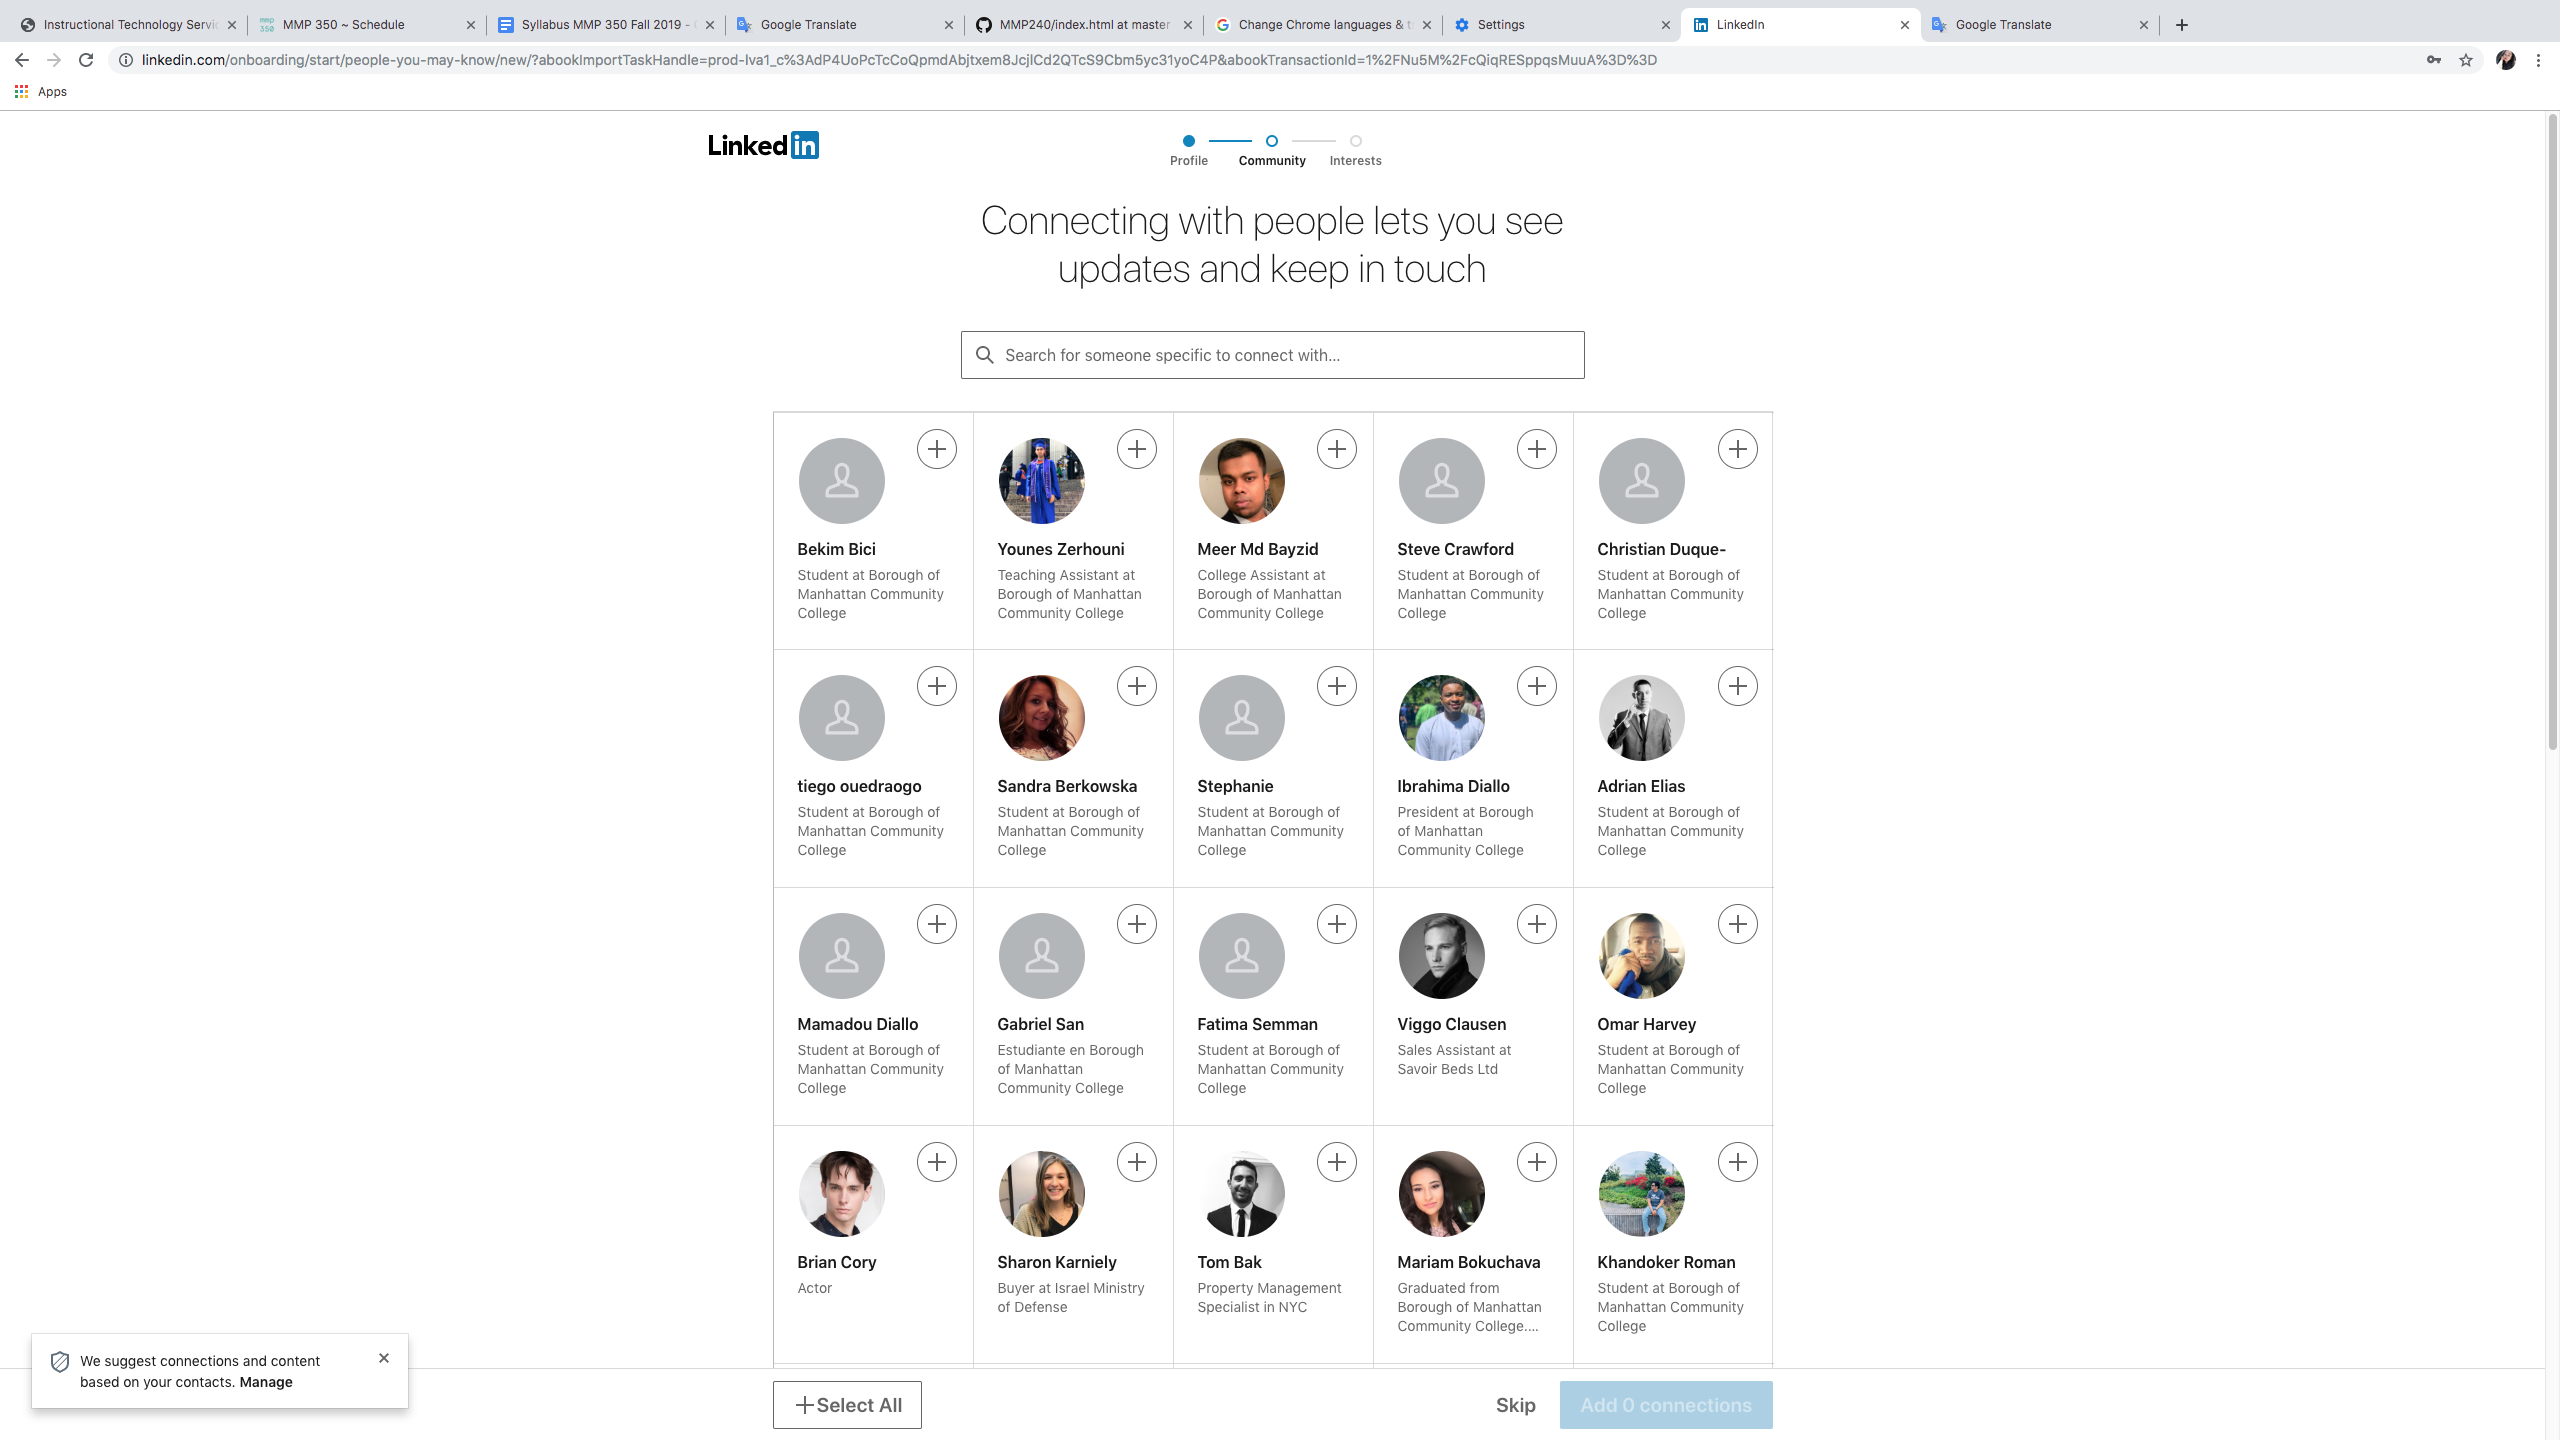 Instructional Technology Servic
MMP 350 ~ Schedule
Syllabus MMP 350 Fall 2019 -
Google Translate
MMP240/index.html at master
Change Chrome languages & t
Settings
LinkedIn
Google Translate
linkedin.com/onboarding/start/people-you-may-know/new/?abookImportTaskHandle=prod-lva1_c%3AdP4UoPcTcCoQpmdAbjtxem8JcjlCd2QTcS9Cbm5yc31yoC4P&abookTransactionId=1%2FNu5M%2FcQiqRESppqsMuuA%3D%3D
Apps
Linked in
Profile
Community
Interests
Connecting with people lets you see
updates and keep in touch
Search for someone specific to connect with...
Bekim Bici
Student at Borough of
Manhattan Community
College
Younes Zerhouni
Teaching Assistant at
Borough of Manhattan
Community College
Meer Md Bayzid
College Assistant at
Borough of Manhattan
Community College
Steve Crawford
Student at Borough of
Manhattan Community
College
Christian Duque-
Student at Borough of
Manhattan Community
College
tiego ouedraogo
Student at Borough of
Manhattan Community
College
Sandra Berkowska
Student at Borough of
Manhattan Community
College
Stephanie
Student at Borough of
Manhattan Community
College
Ibrahima Diallo
President at Borough
of Manhattan
Community College
Adrian Elias
Student at Borough of
Manhattan Community
College
Mamadou Diallo
Student at Borough of
Manhattan Community
College
Gabriel San
Estudiante en Borough
of Manhattan
Community College
Fatima Semman
Student at Borough of
Manhattan Community
College
Viggo Clausen
Sales Assistant at
Savoir Beds Ltd
Omar Harvey
Student at Borough of
Manhattan Community
College
Brian Cory
Actor
Sharon Karniely
Buyer at Israel Ministry
of Defense
Tom Bak
Property Management
Specialist in NYC
Mariam Bokuchava
Graduated from
Borough of Manhattan
Community College....
Khandoker Roman
Student at Borough of
Manhattan Community
College
We suggest connections and content
based on your contacts. Manage
Select All
Skip
Add 0 connections